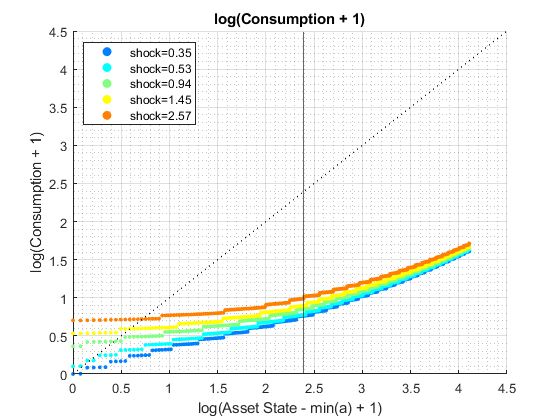 log(Consumption + 1)
4.5
4
3.5
3
2.5
2
1.5
1
0.5
0
log(Consumption + 1)
shock=0.35
shock=0.53
shock=0.94
shock=1.45
shock=2.57
0 0.5 1 1.5 2 2.5 3 3.5 4 4.5
log(Asset State - min(a) + 1)